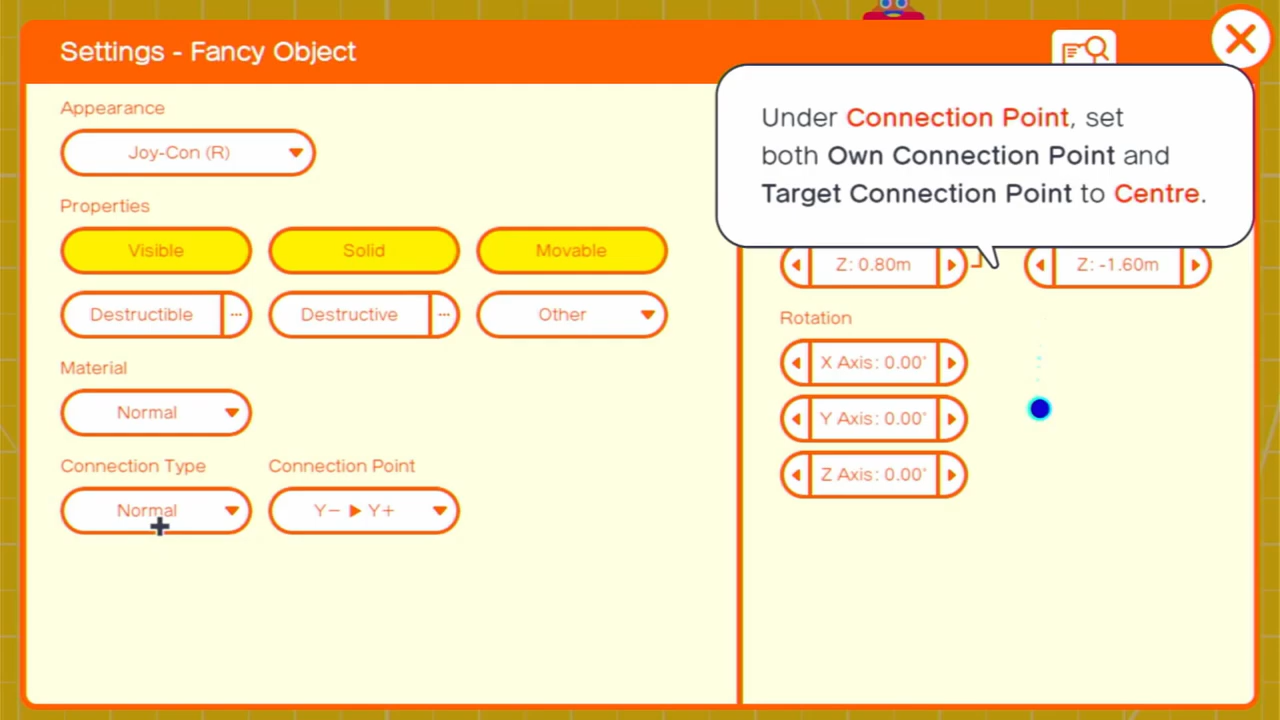 Settings - Fancy Object
Appearance
Joy-Con (R)
Properties
Visible
Solid
Movable
Destructible
...
Destructive
...
Other
Material
Normal
Connection Type
Connection Point
Normal
Y− ▶ Y+
Under Connection Point, set
both Own Connection Point and
Target Connection Point to Centre.
Z: 0.80m
Z: -1.60m
Rotation
X Axis: 0.00°
Y Axis: 0.00°
Z Axis: 0.00°